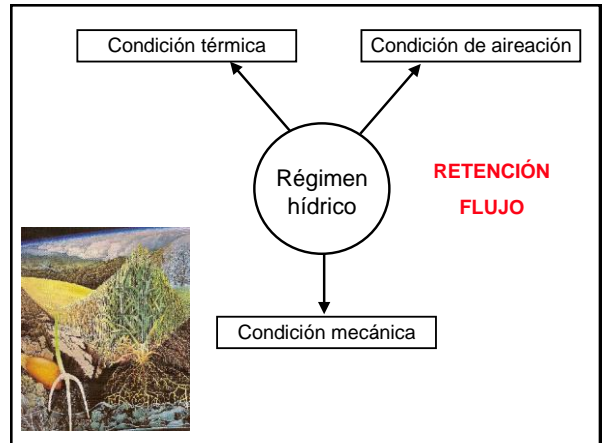 Condición térmica
Condición de aireación
Régimen
hídrico
RETENCIÓN
FLUJO
Condición mecánica